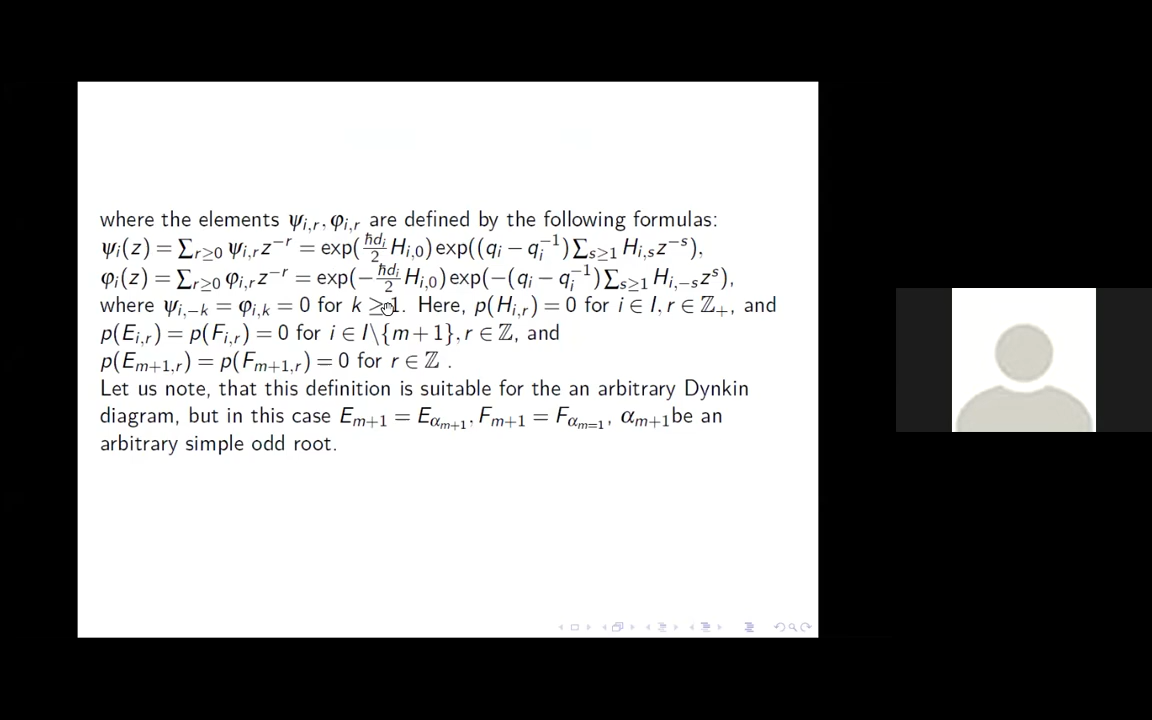 where the elements ψ_{i,r}, φ_{i,r} are defined by the following formulas:
ψ_i(z) = ∑_{r≥0} ψ_{i,r} z^{−r} = exp(ħd_i/2 H_{i,0}) exp((q_i − q_i^{−1}) ∑_{s≥1} H_{i,s} z^{−s}),
φ_i(z) = ∑_{r≥0} φ_{i,r} z^{−r} = exp(−ħd_i/2 H_{i,0}) exp(−(q_i − q_i^{−1}) ∑_{s≥1} H_{i,−s} z^s),
where ψ_{i,−k} = φ_{i,k} = 0 for k ≥ 1. Here, p(H_{i,r}) = 0 for i ∈ I, r ∈ ℤ_+, and
p(E_{i,r}) = p(F_{i,r}) = 0 for i ∈ I\{m + 1}, r ∈ ℤ, and
p(E_{m+1,r}) = p(F_{m+1,r}) = 0 for r ∈ ℤ .
Let us note, that this definition is suitable for the an arbitrary Dynkin
diagram, but in this case E_{m+1} = E_{α_{m+1}}, F_{m+1} = F_{α_{m=1}}, α_{m+1}be an
arbitrary simple odd root.